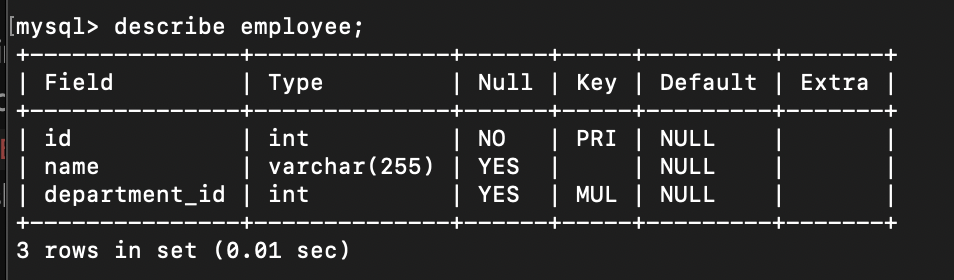 [mysql> describe employee;
+---------------+--------------+------+-----+---------+-------+
| Field         | Type         | Null | Key | Default | Extra |
+---------------+--------------+------+-----+---------+-------+
| id            | int          | NO   | PRI | NULL    |       |
| name          | varchar(255) | YES  |     | NULL    |       |
| department_id | int          | YES  | MUL | NULL    |       |
+---------------+--------------+------+-----+---------+-------+
3 rows in set (0.01 sec)